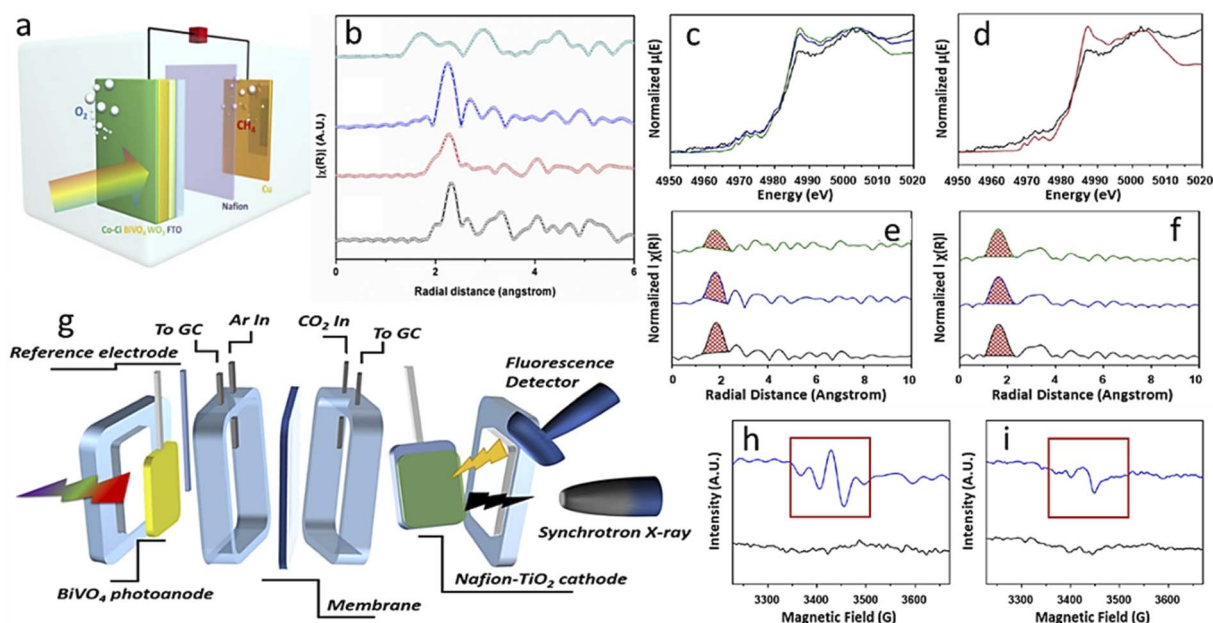 a
O₂
CH₄
Cu
Nafion
Co-Ci BiVO₄ WO₃ FTO
b
|χ(R)| (A.U.)
0 2 4 6
Radial distance (angstrom)
c
Normalized μ(E)
4950 4960 4970 4980 4990 5000 5010 5020
Energy (eV)
d
Normalized μ(E)
4950 4960 4970 4980 4990 5000 5010 5020
Energy (eV)
e
Normalized | χ(R)|
0 2 4 6 8 10
Radial Distance (Angstrom)
f
Normalized | χ(R)|
0 2 4 6 8 10
Radial Distance (Angstrom)
g
Reference electrode
To GC
Ar In
CO₂ In
To GC
Fluorescence
Detector
Synchrotron X-ray
BiVO₄ photoanode
Membrane
Nafion-TiO₂ cathode
h
Intensity (A.U.)
3300 3400 3500 3600
Magnetic Field (G)
i
Intensity (A.U.)
3300 3400 3500 3600
Magnetic Field (G)